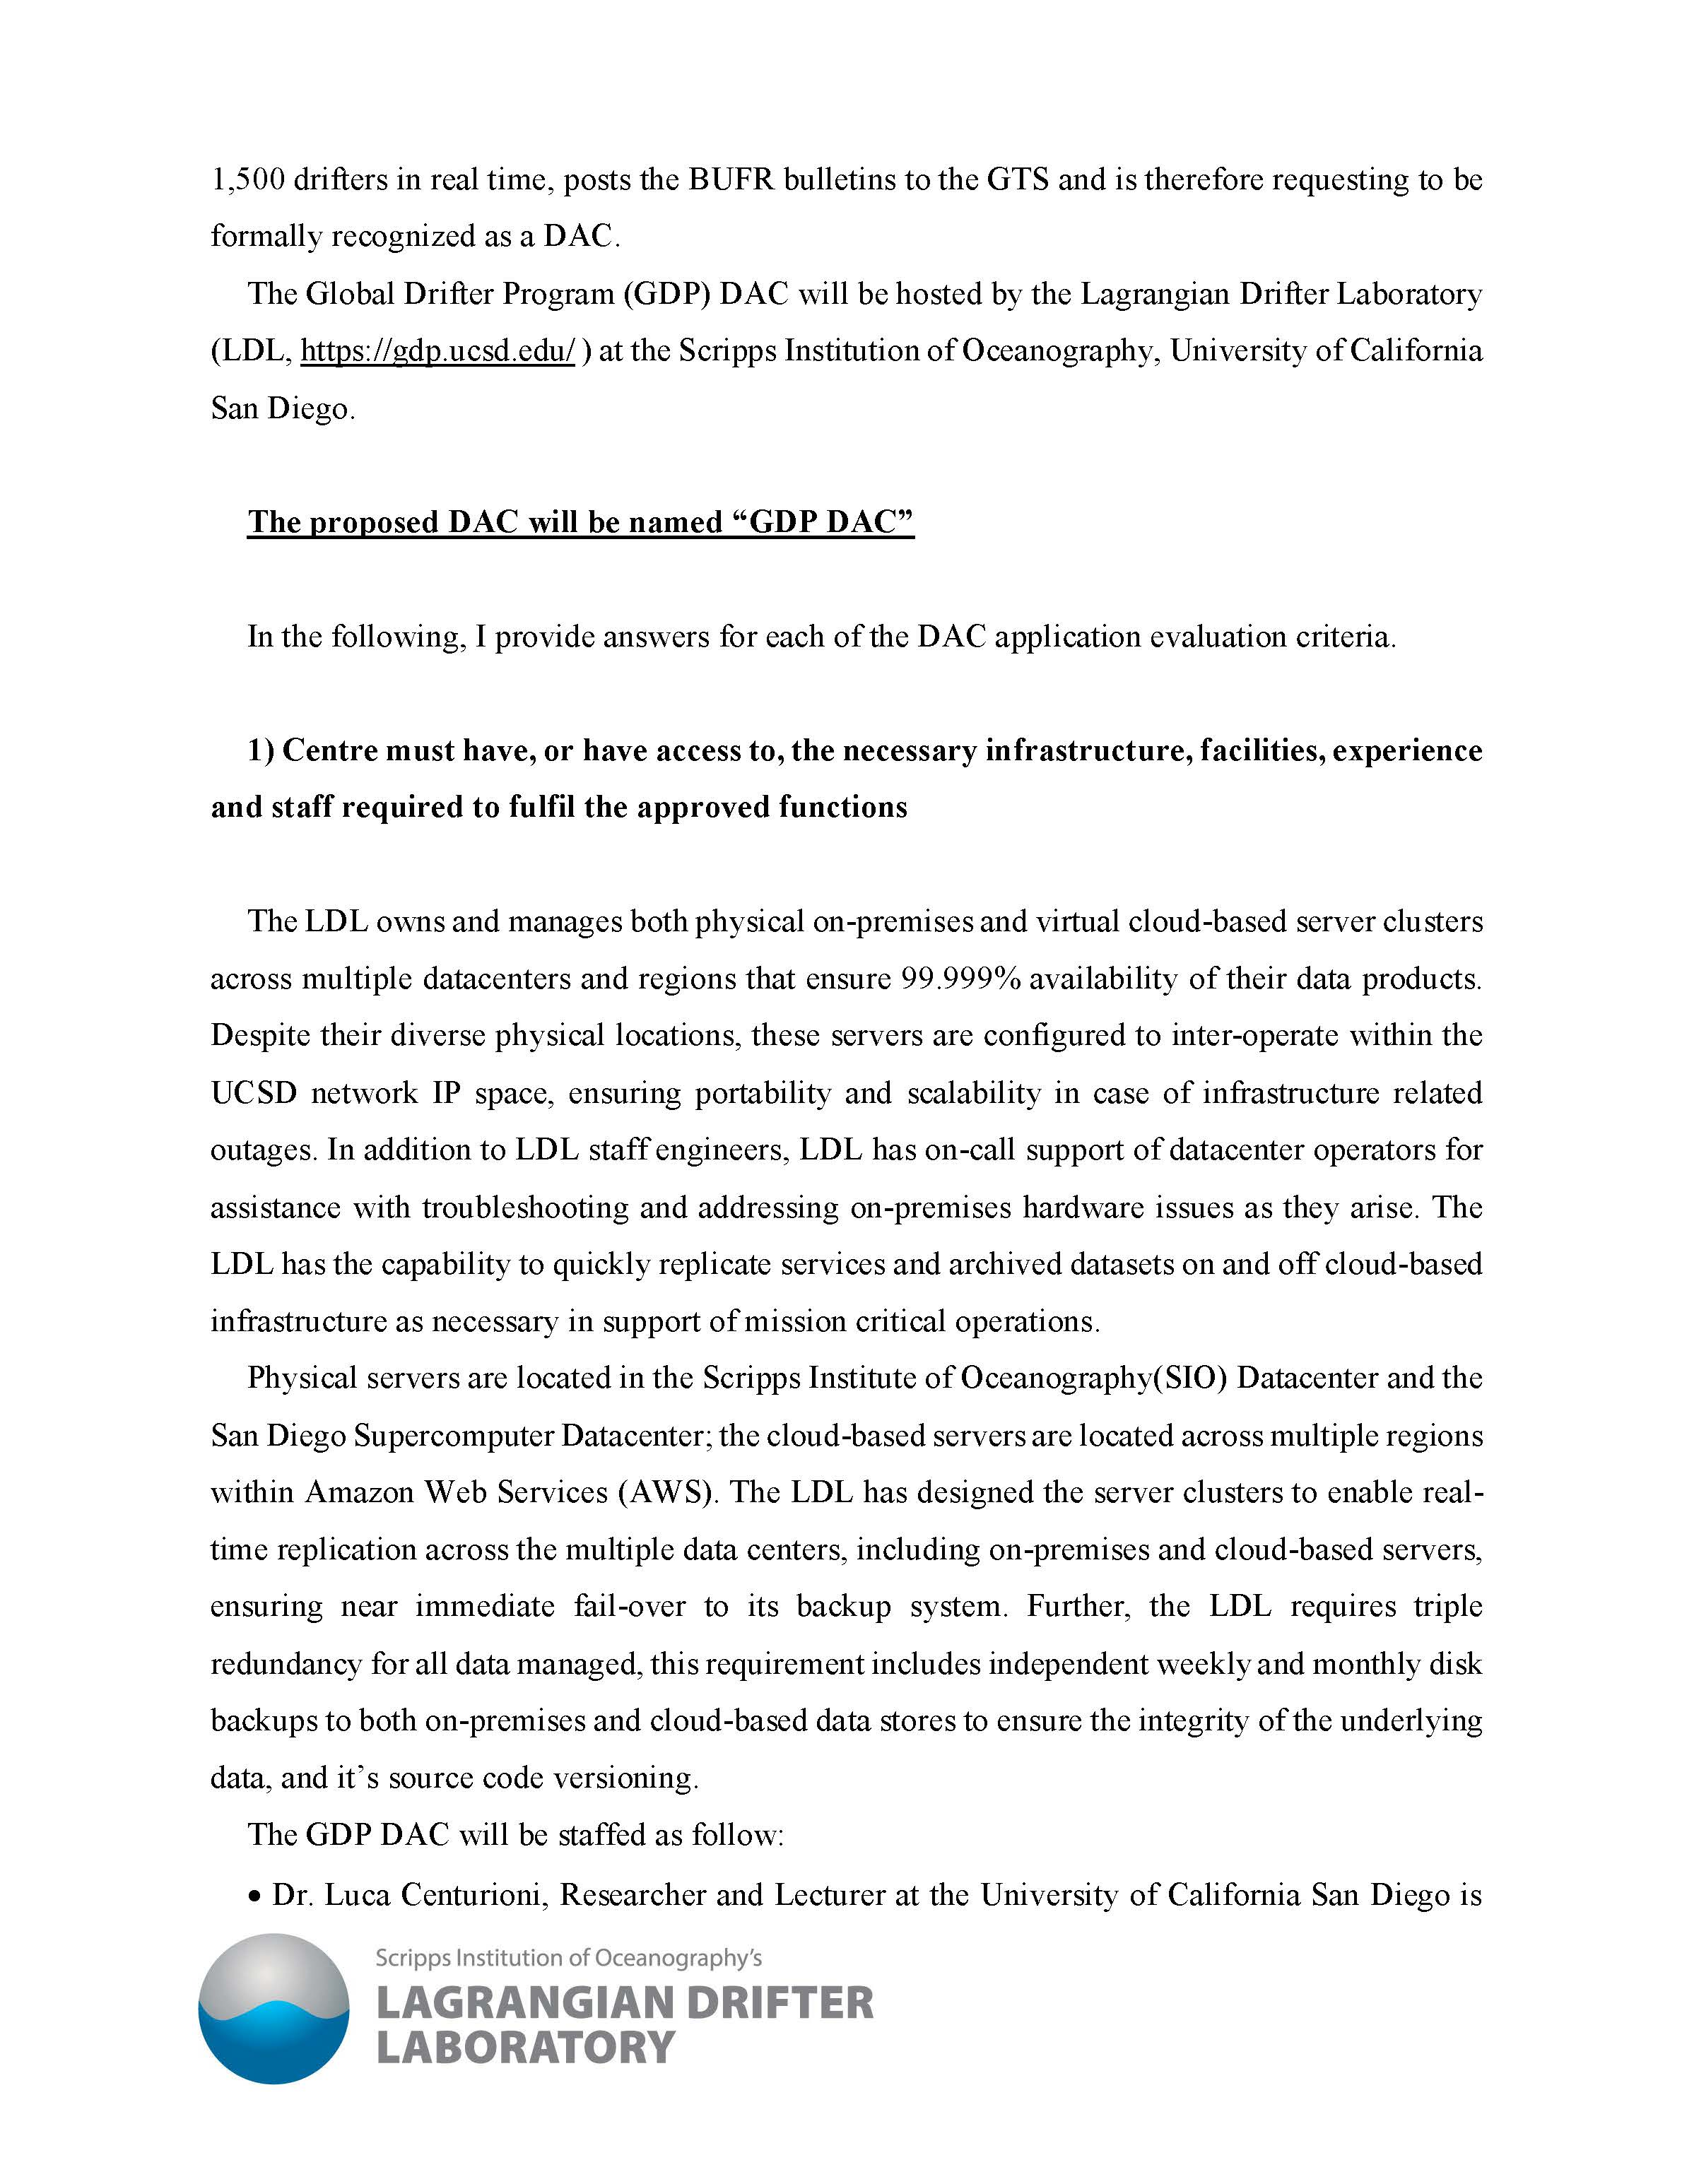 1,500 drifters in real time, posts the BUFR bulletins to the GTS and is therefore requesting to be
formally recognized as a DAC.
The Global Drifter Program (GDP) DAC will be hosted by the Lagrangian Drifter Laboratory
(LDL, https://gdp.ucsd.edu/ ) at the Scripps Institution of Oceanography, University of California
San Diego.
The proposed DAC will be named “GDP DAC”
In the following, I provide answers for each of the DAC application evaluation criteria.
1) Centre must have, or have access to, the necessary infrastructure, facilities, experience
and staff required to fulfil the approved functions
The LDL owns and manages both physical on-premises and virtual cloud-based server clusters
across multiple datacenters and regions that ensure 99.999% availability of their data products.
Despite their diverse physical locations, these servers are configured to inter-operate within the
UCSD network IP space, ensuring portability and scalability in case of infrastructure related
outages. In addition to LDL staff engineers, LDL has on-call support of datacenter operators for
assistance with troubleshooting and addressing on-premises hardware issues as they arise. The
LDL has the capability to quickly replicate services and archived datasets on and off cloud-based
infrastructure as necessary in support of mission critical operations.
Physical servers are located in the Scripps Institute of Oceanography(SIO) Datacenter and the
San Diego Supercomputer Datacenter; the cloud-based servers are located across multiple regions
within Amazon Web Services (AWS). The LDL has designed the server clusters to enable real-
time replication across the multiple data centers, including on-premises and cloud-based servers,
ensuring near immediate fail-over to its backup system. Further, the LDL requires triple
redundancy for all data managed, this requirement includes independent weekly and monthly disk
backups to both on-premises and cloud-based data stores to ensure the integrity of the underlying
data, and it’s source code versioning.
The GDP DAC will be staffed as follow:
• Dr. Luca Centurioni, Researcher and Lecturer at the University of California San Diego is
Scripps Institution of Oceanography’s
LAGRANGIAN DRIFTER
LABORATORY